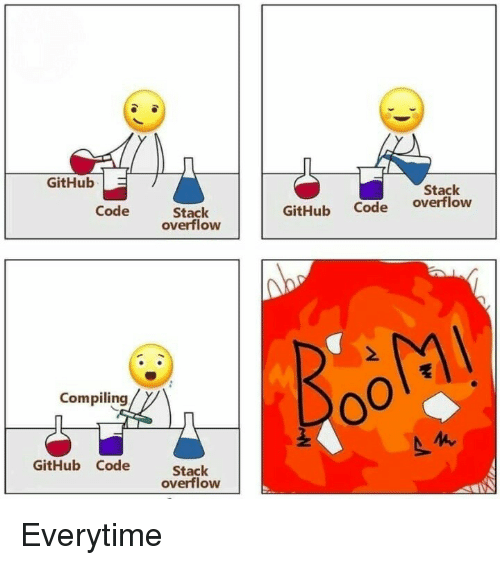 GitHub
Code
Stack
overflow
GitHub
Code
Stack
overflow
Compiling
GitHub
Code
Stack
overflow
BOOM!
Everytime